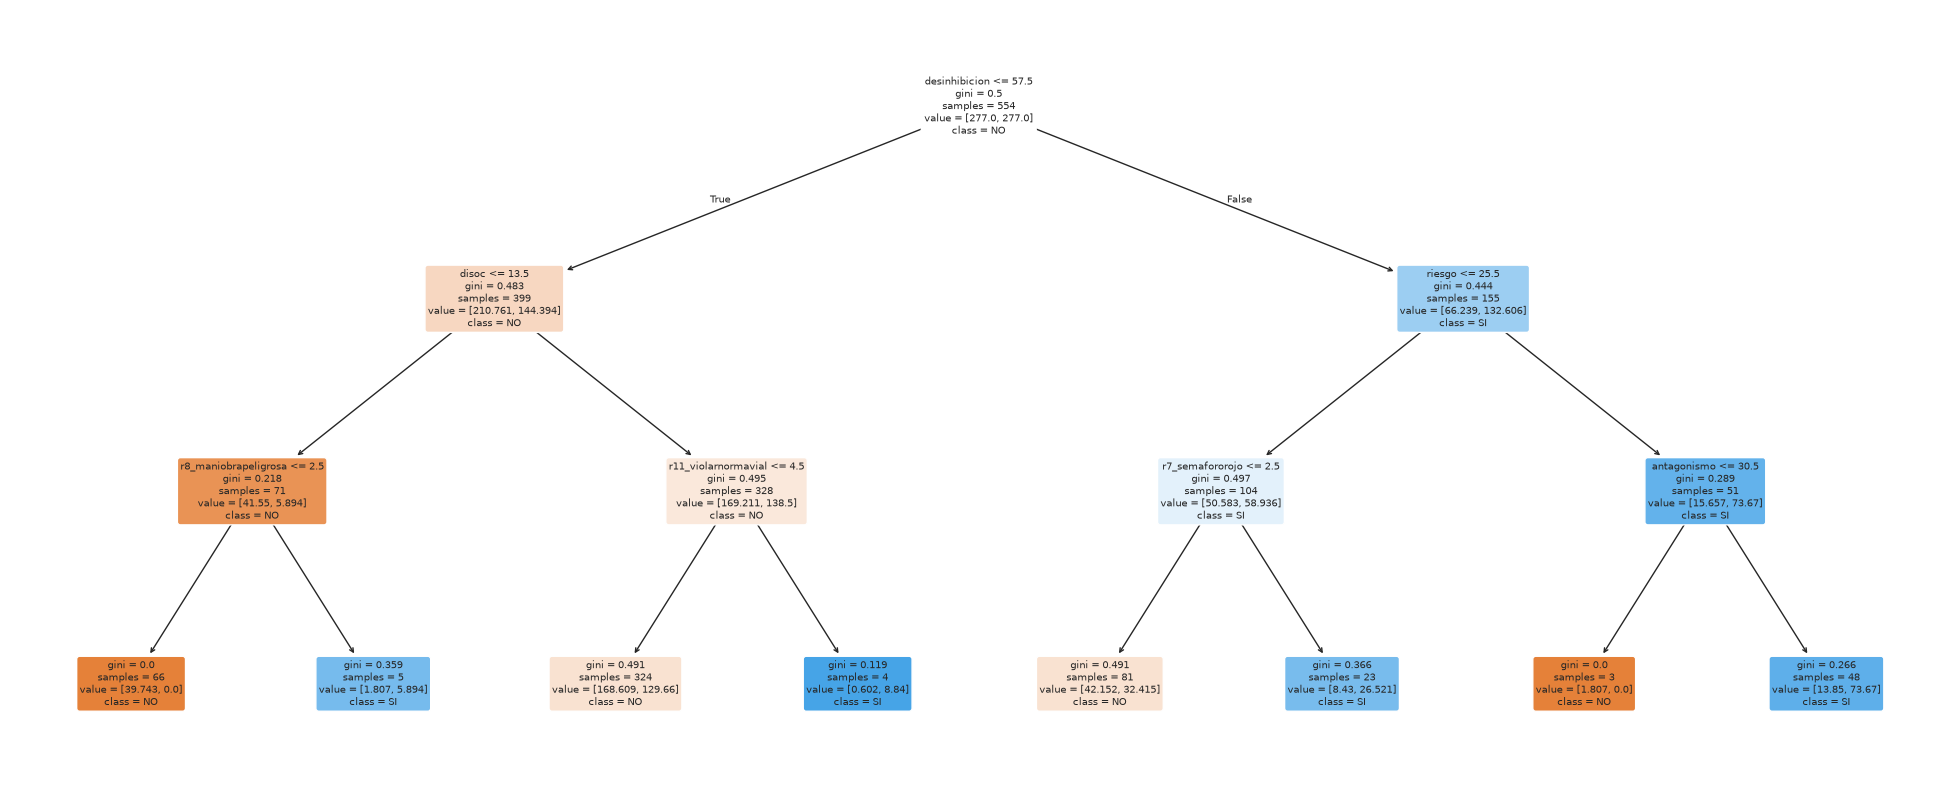 desinhibicion <= 57.5
gini = 0.5
samples = 554
value = [277.0, 277.0]
class = NO
True
False
disoc <= 13.5
gini = 0.483
samples = 399
value = [210.761, 144.394]
class = NO
riesgo <= 25.5
gini = 0.444
samples = 155
value = [66.239, 132.606]
class = SI
r8_maniobrapeligrosa <= 2.5
gini = 0.218
samples = 71
value = [41.55, 5.894]
class = NO
r11_violarnormavial <= 4.5
gini = 0.495
samples = 328
value = [169.211, 138.5]
class = NO
r7_semafororojo <= 2.5
gini = 0.497
samples = 104
value = [50.583, 58.936]
class = SI
antagonismo <= 30.5
gini = 0.289
samples = 51
value = [15.657, 73.67]
class = SI
gini = 0.0
samples = 66
value = [39.743, 0.0]
class = NO
gini = 0.359
samples = 5
value = [1.807, 5.894]
class = SI
gini = 0.491
samples = 324
value = [168.609, 129.66]
class = NO
gini = 0.119
samples = 4
value = [0.602, 8.84]
class = SI
gini = 0.491
samples = 81
value = [42.152, 32.415]
class = NO
gini = 0.366
samples = 23
value = [8.43, 26.521]
class = SI
gini = 0.0
samples = 3
value = [1.807, 0.0]
class = NO
gini = 0.266
samples = 48
value = [13.85, 73.67]
class = SI